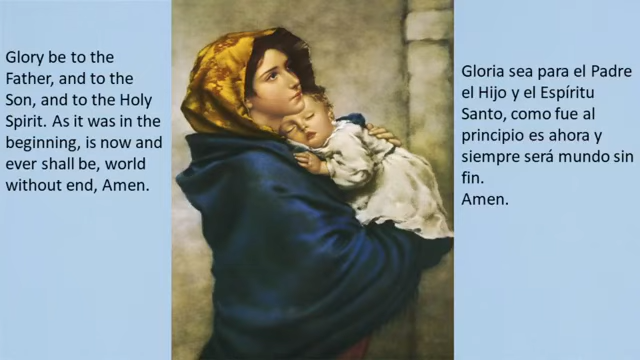 Glory be to the
Father, and to the
Son, and to the Holy
Spirit. As it was in the
beginning, is now and
ever shall be, world
without end, Amen.
Gloria sea para el Padre
el Hijo y el Espíritu
Santo, como fue al
principio es ahora y
siempre será mundo sin
fin.
Amen.